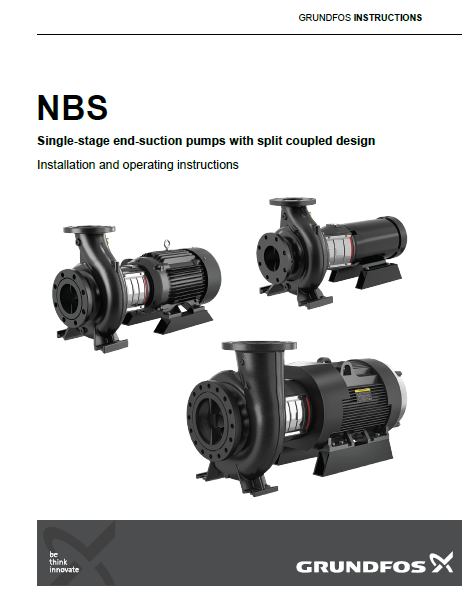 GRUNDFOS INSTRUCTIONS
NBS
Single-stage end-suction pumps with split coupled design
Installation and operating instructions
be
think
innovate
GRUNDFOS